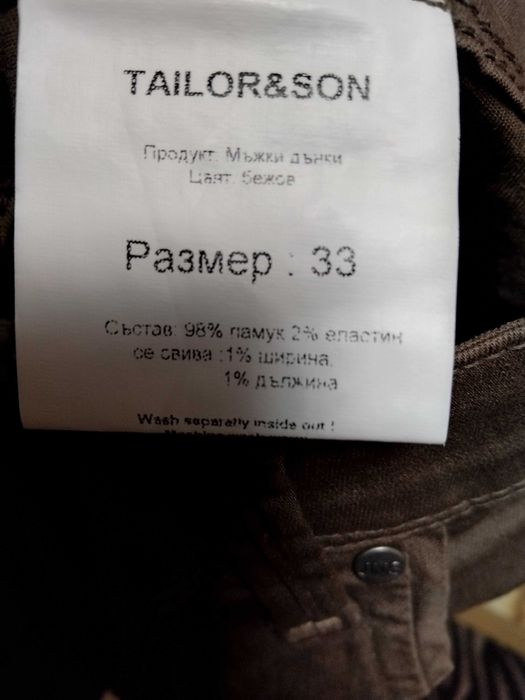 TAILOR&SON
Продукт: Мъжки дънки
Цвят: бежов
Размер : 33
Състав: 98% памук 2% еластин
се свива :1% ширина,
1% дължина
Wash separatly inside out !